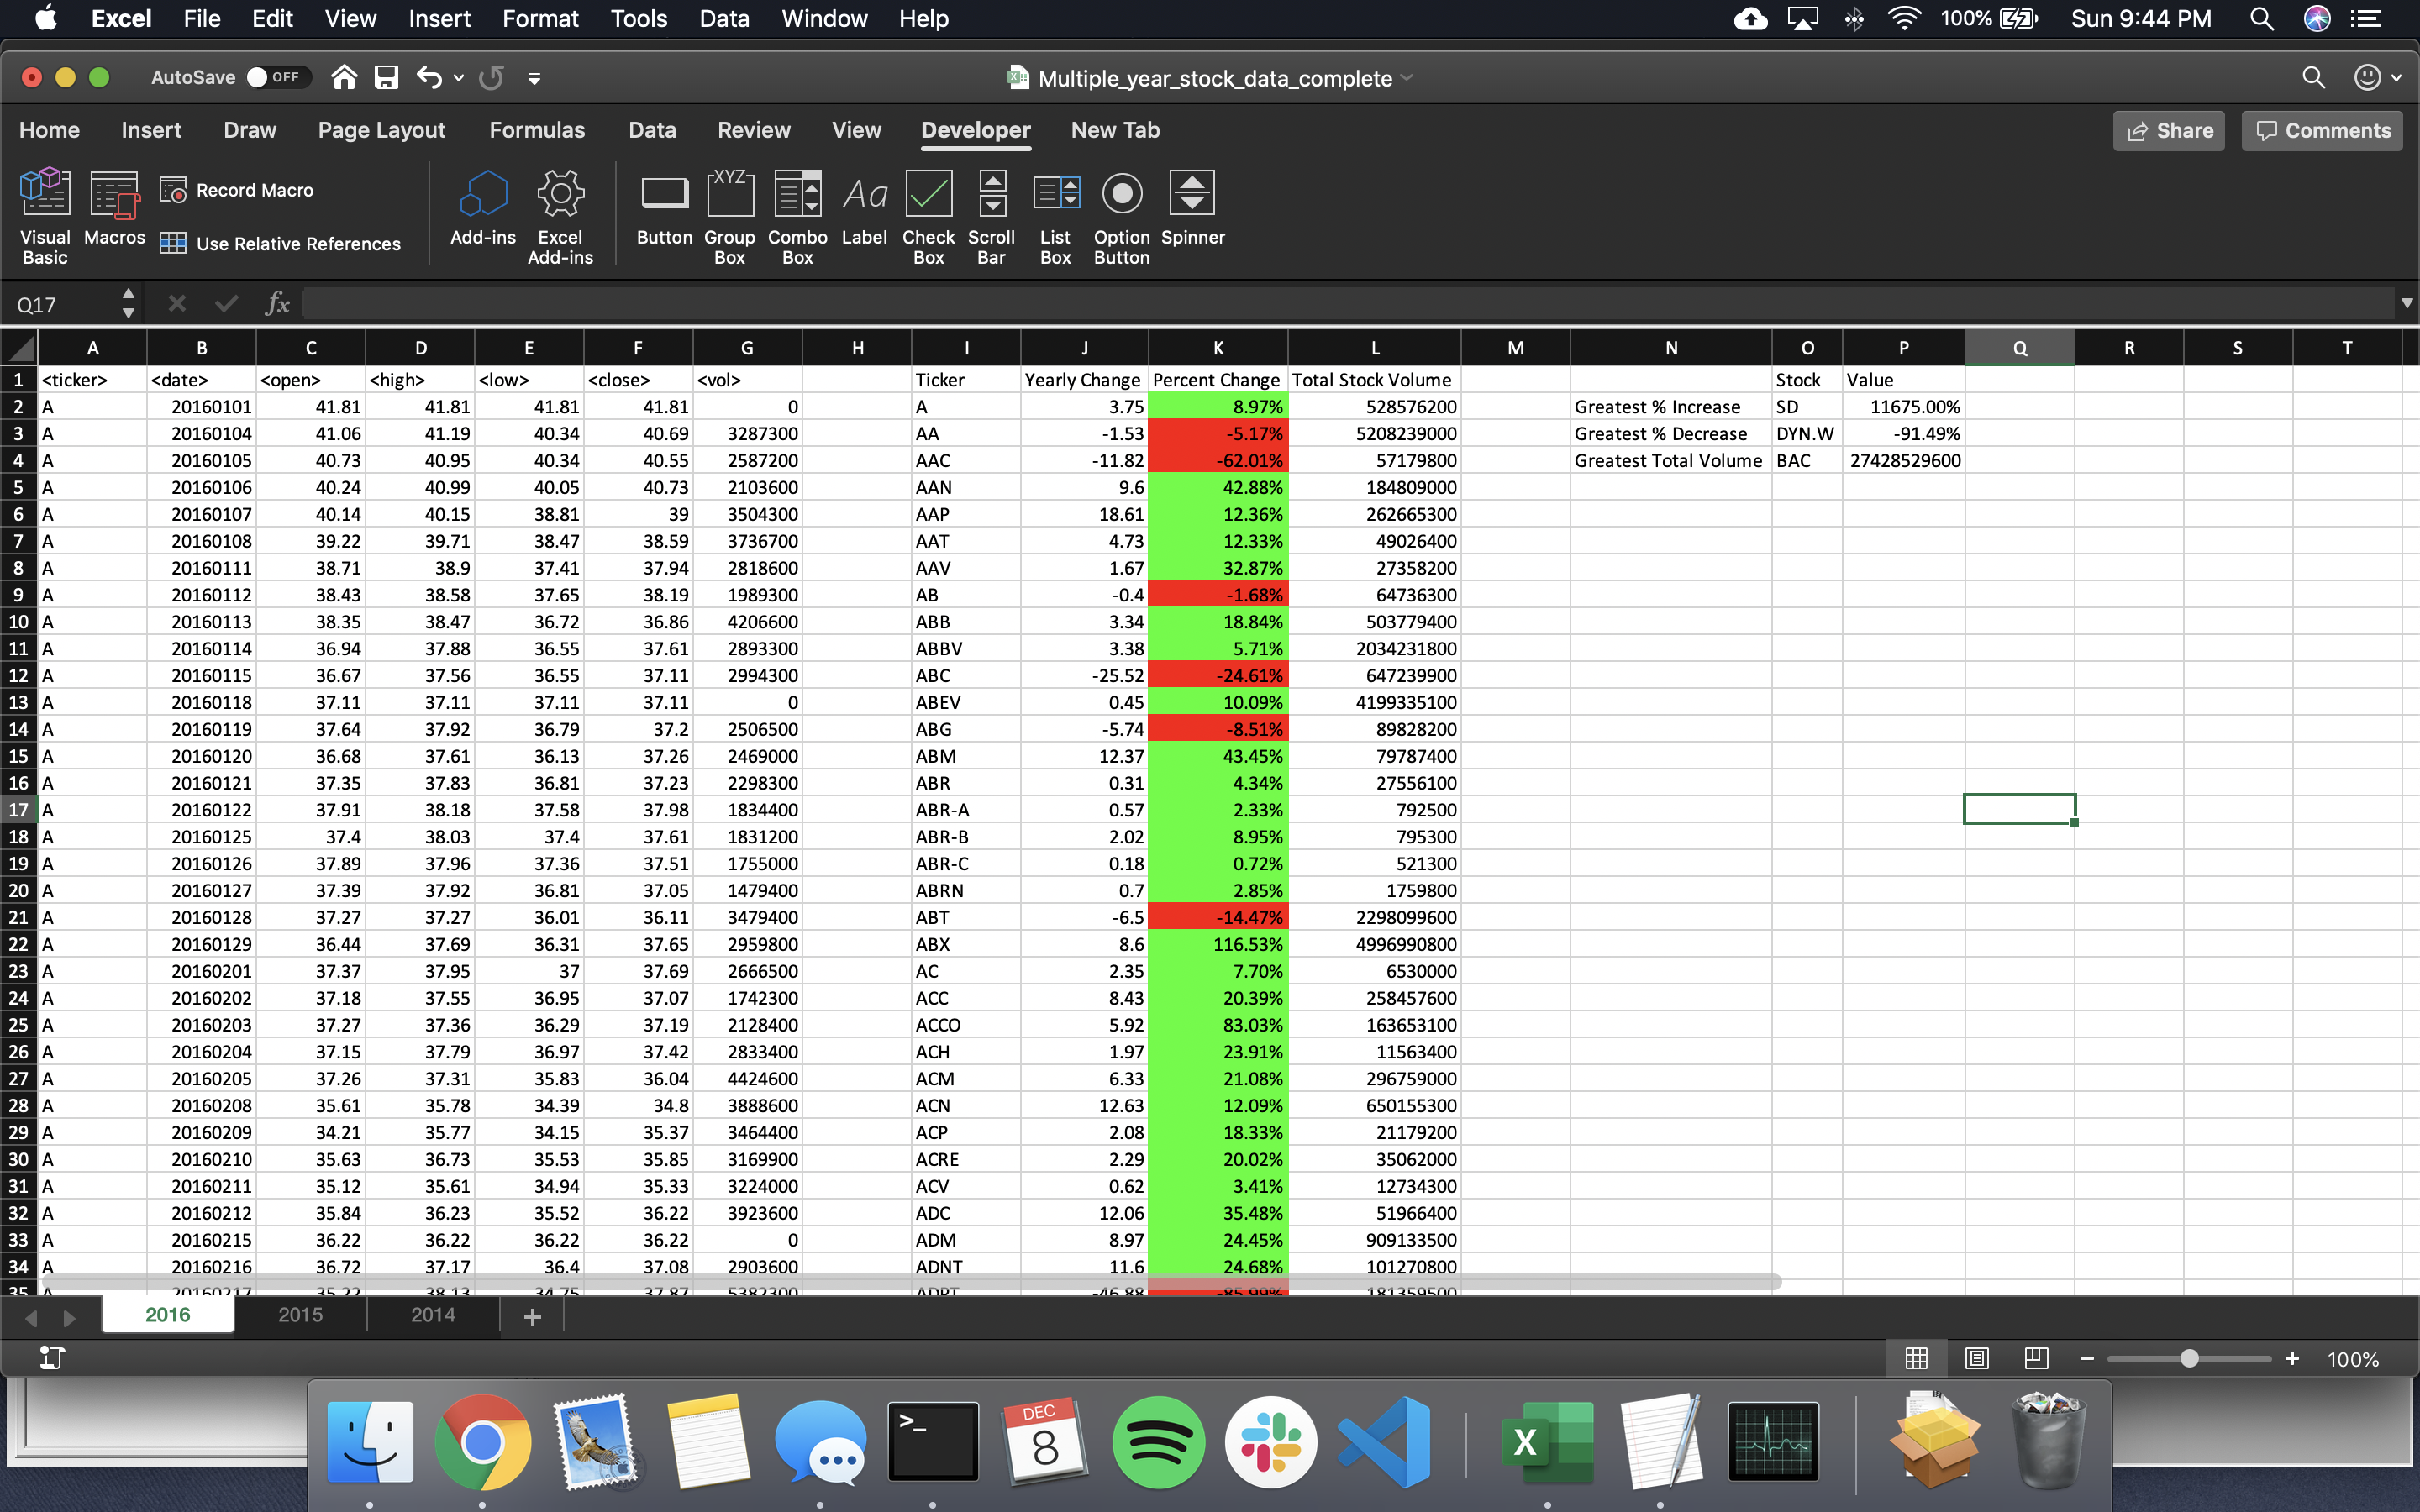 Excel File Edit View Insert Format Tools Data Window Help 100% Sun 9:44 PM
AutoSave OFF Multiple_year_stock_data_complete
Home Insert Draw Page Layout Formulas Data Review View Developer New Tab Share Comments
Visual Basic Macros Record Macro Use Relative References Add-ins Excel Add-ins XYZ Button Group Box Combo Box Aa Label Check Box Scroll Bar List Box Option Button Spinner
Q17 fx
A B C D E F G H I J K L M N O P Q R S T
1 <ticker> <date> <open> <high> <low> <close> <vol> Ticker Yearly Change Percent Change Total Stock Volume Stock Value
2 A 20160101 41.81 41.81 41.81 41.81 0 A 3.75 8.97% 528576200 Greatest % Increase SD 11675.00%
3 A 20160104 41.06 41.19 40.34 40.69 3287300 AA -1.53 -5.17% 5208239000 Greatest % Decrease DYN.W -91.49%
4 A 20160105 40.73 40.95 40.34 40.55 2587200 AAC -11.82 -62.01% 57179800 Greatest Total Volume BAC 27428529600
5 A 20160106 40.24 40.99 40.05 40.73 2103600 AAN 9.6 42.88% 184809000
6 A 20160107 40.14 40.15 38.81 39 3504300 AAP 18.61 12.36% 262665300
7 A 20160108 39.22 39.71 38.47 38.59 3736700 AAT 4.73 12.33% 49026400
8 A 20160111 38.71 38.9 37.41 37.94 2818600 AAV 1.67 32.87% 27358200
9 A 20160112 38.43 38.58 37.65 38.19 1989300 AB -0.4 -1.68% 64736300
10 A 20160113 38.35 38.47 36.72 36.86 4206600 ABB 3.34 18.84% 503779400
11 A 20160114 36.94 37.88 36.55 37.61 2893300 ABBV 3.38 5.71% 2034231800
12 A 20160115 36.67 37.56 36.55 37.11 2994300 ABC -25.52 -24.61% 647239900
13 A 20160118 37.11 37.11 37.11 37.11 0 ABEV 0.45 10.09% 4199335100
14 A 20160119 37.64 37.92 36.79 37.2 2506500 ABG -5.74 -8.51% 89828200
15 A 20160120 36.68 37.61 36.13 37.26 2469000 ABM 12.37 43.45% 79787400
16 A 20160121 37.35 37.83 36.81 37.23 2298300 ABR 0.31 4.34% 27556100
17 A 20160122 37.91 38.18 37.58 37.98 1834400 ABR-A 0.57 2.33% 792500
18 A 20160125 37.4 38.03 37.4 37.61 1831200 ABR-B 2.02 8.95% 795300
19 A 20160126 37.89 37.96 37.36 37.51 1755000 ABR-C 0.18 0.72% 521300
20 A 20160127 37.39 37.92 36.81 37.05 1479400 ABRN 0.7 2.85% 1759800
21 A 20160128 37.27 37.27 36.01 36.11 3479400 ABT -6.5 -14.47% 2298099600
22 A 20160129 36.44 37.69 36.31 37.65 2959800 ABX 8.6 116.53% 4996990800
23 A 20160201 37.37 37.95 37 37.69 2666500 AC 2.35 7.70% 6530000
24 A 20160202 37.18 37.55 36.95 37.07 1742300 ACC 8.43 20.39% 258457600
25 A 20160203 37.27 37.36 36.29 37.19 2128400 ACCO 5.92 83.03% 163653100
26 A 20160204 37.15 37.79 36.97 37.42 2833400 ACH 1.97 23.91% 11563400
27 A 20160205 37.26 37.31 35.83 36.04 4424600 ACM 6.33 21.08% 296759000
28 A 20160208 35.61 35.78 34.39 34.8 3888600 ACN 12.63 12.09% 650155300
29 A 20160209 34.21 35.77 34.15 35.37 3464400 ACP 2.08 18.33% 21179200
30 A 20160210 35.63 36.73 35.53 35.85 3169900 ACRE 2.29 20.02% 35062000
31 A 20160211 35.12 35.61 34.94 35.33 3224000 ACV 0.62 3.41% 12734300
32 A 20160212 35.84 36.23 35.52 36.22 3923600 ADC 12.06 35.48% 51966400
33 A 20160215 36.22 36.22 36.22 36.22 0 ADM 8.97 24.45% 909133500
34 A 20160216 36.72 37.17 36.4 37.08 2903600 ADNT 11.6 24.68% 101270800
35 A 20160217 35.22 38.13 34.75 37.87 5382300 ADPT -46.88 -85.99% 181359500
2016 2015 2014
100%
DEC
8